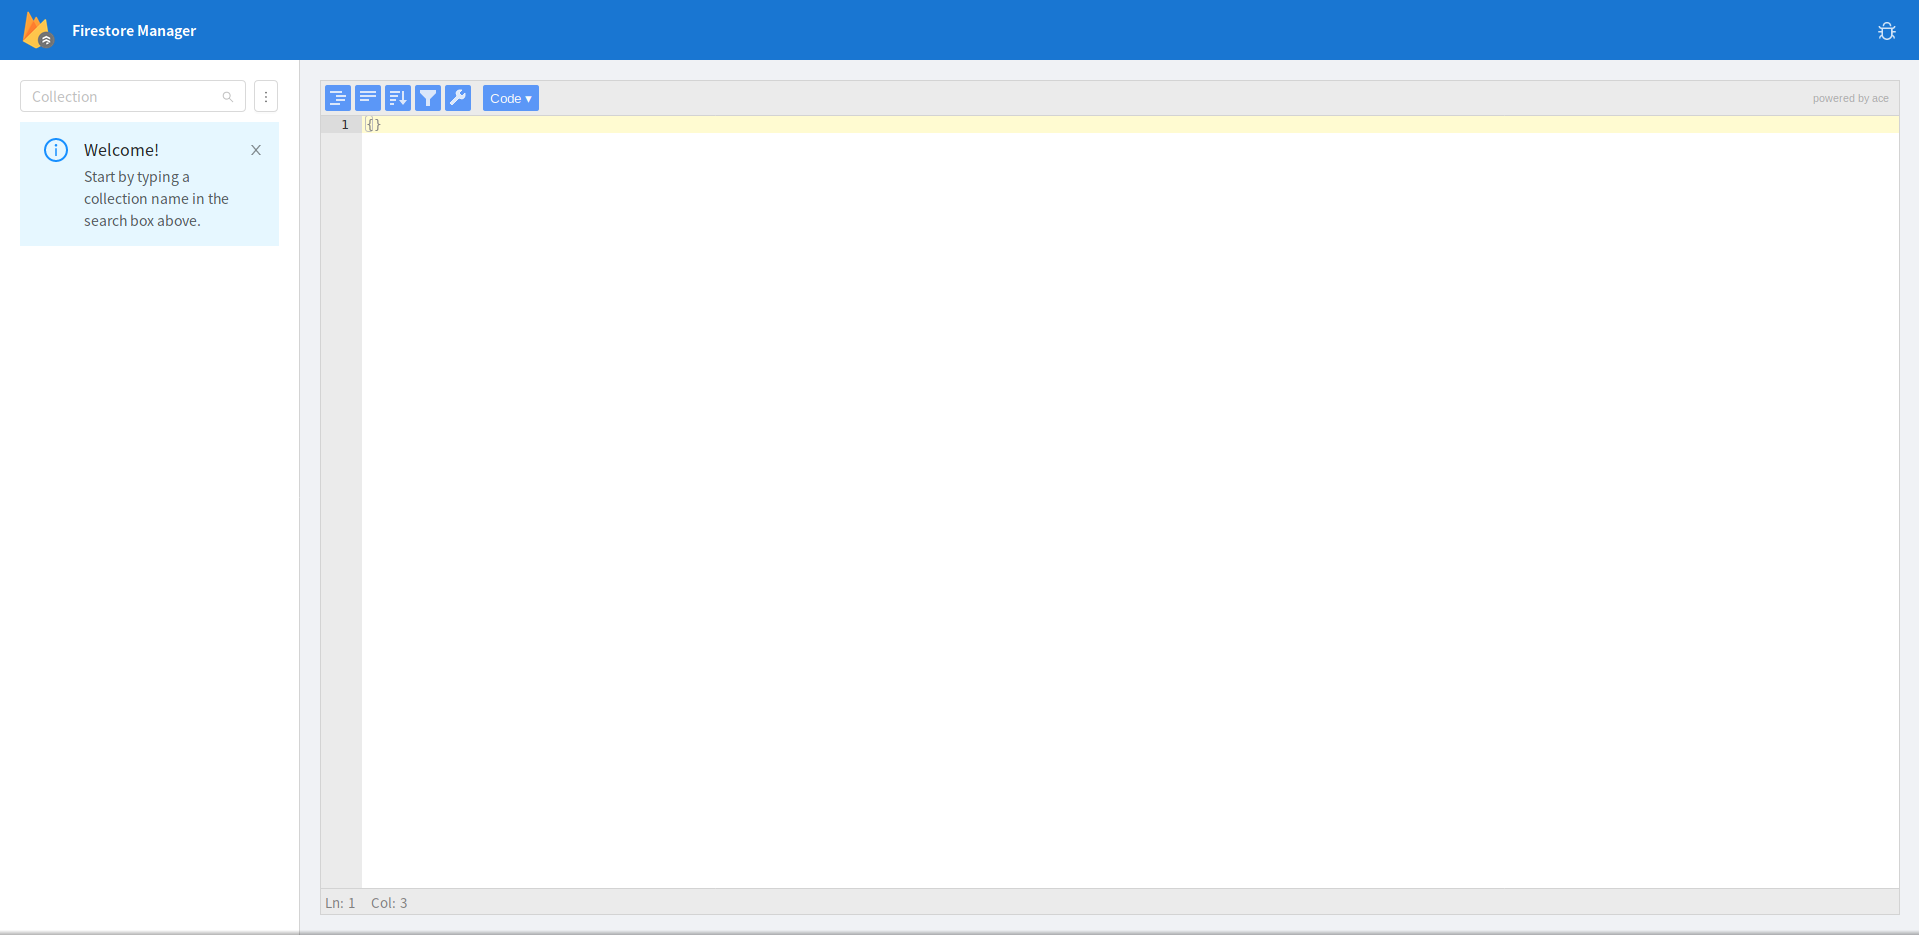 Firestore Manager
Collection
Welcome!
Start by typing a
collection name in the
search box above.
Code ▾
powered by ace
1
{}
Ln: 1 Col: 3